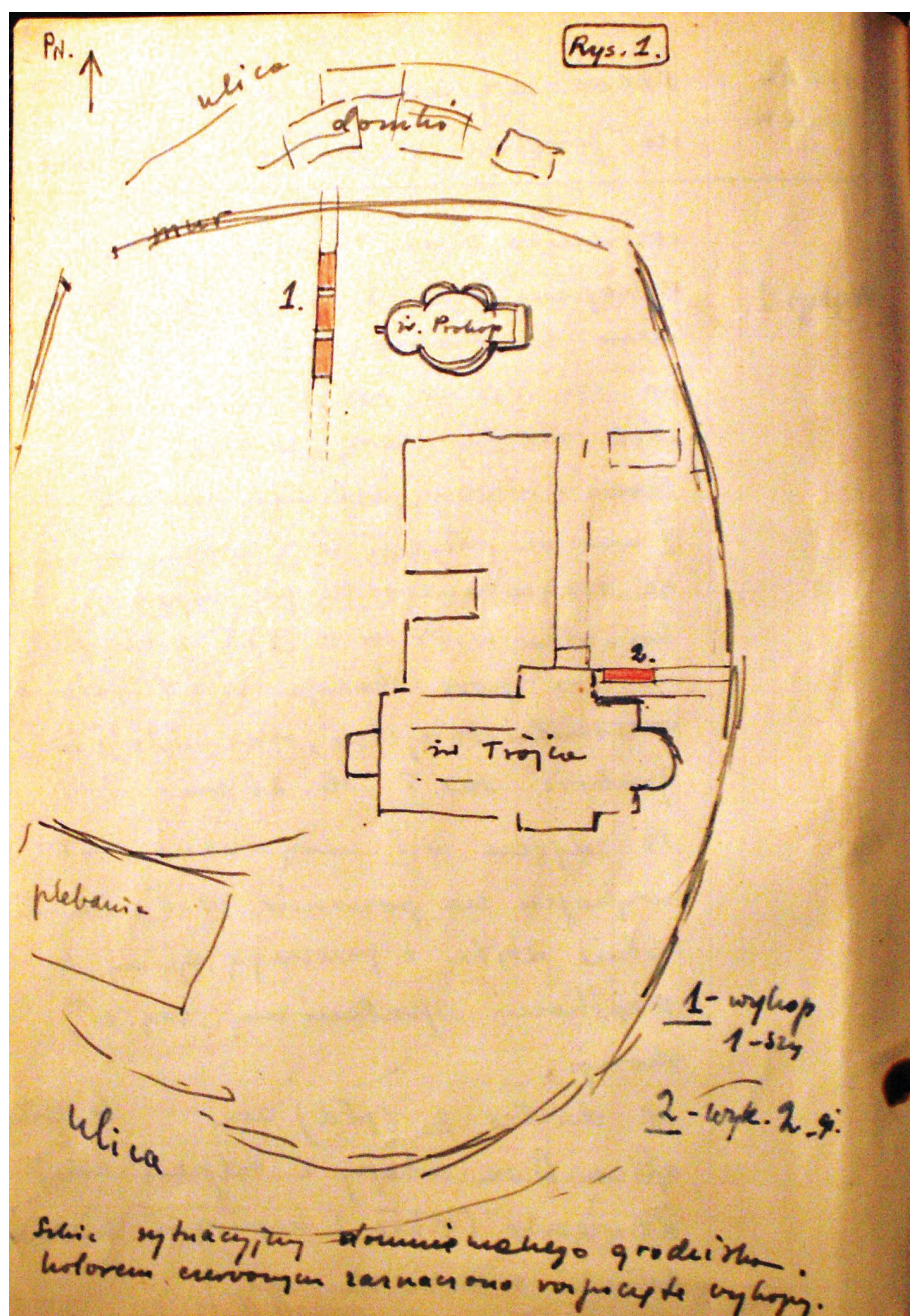 PN.
Rys. 1.
ulica
domki
mur
1.
św. Prokop
2.
św Trójca
plebania
1 - wykop
1-szy
2 - wyk. 2-gi.
ulica
Szkic sytuacyjny domniemanego grodziska.
kolorem czerwonym zaznaczono rozpoczęte wykopy.